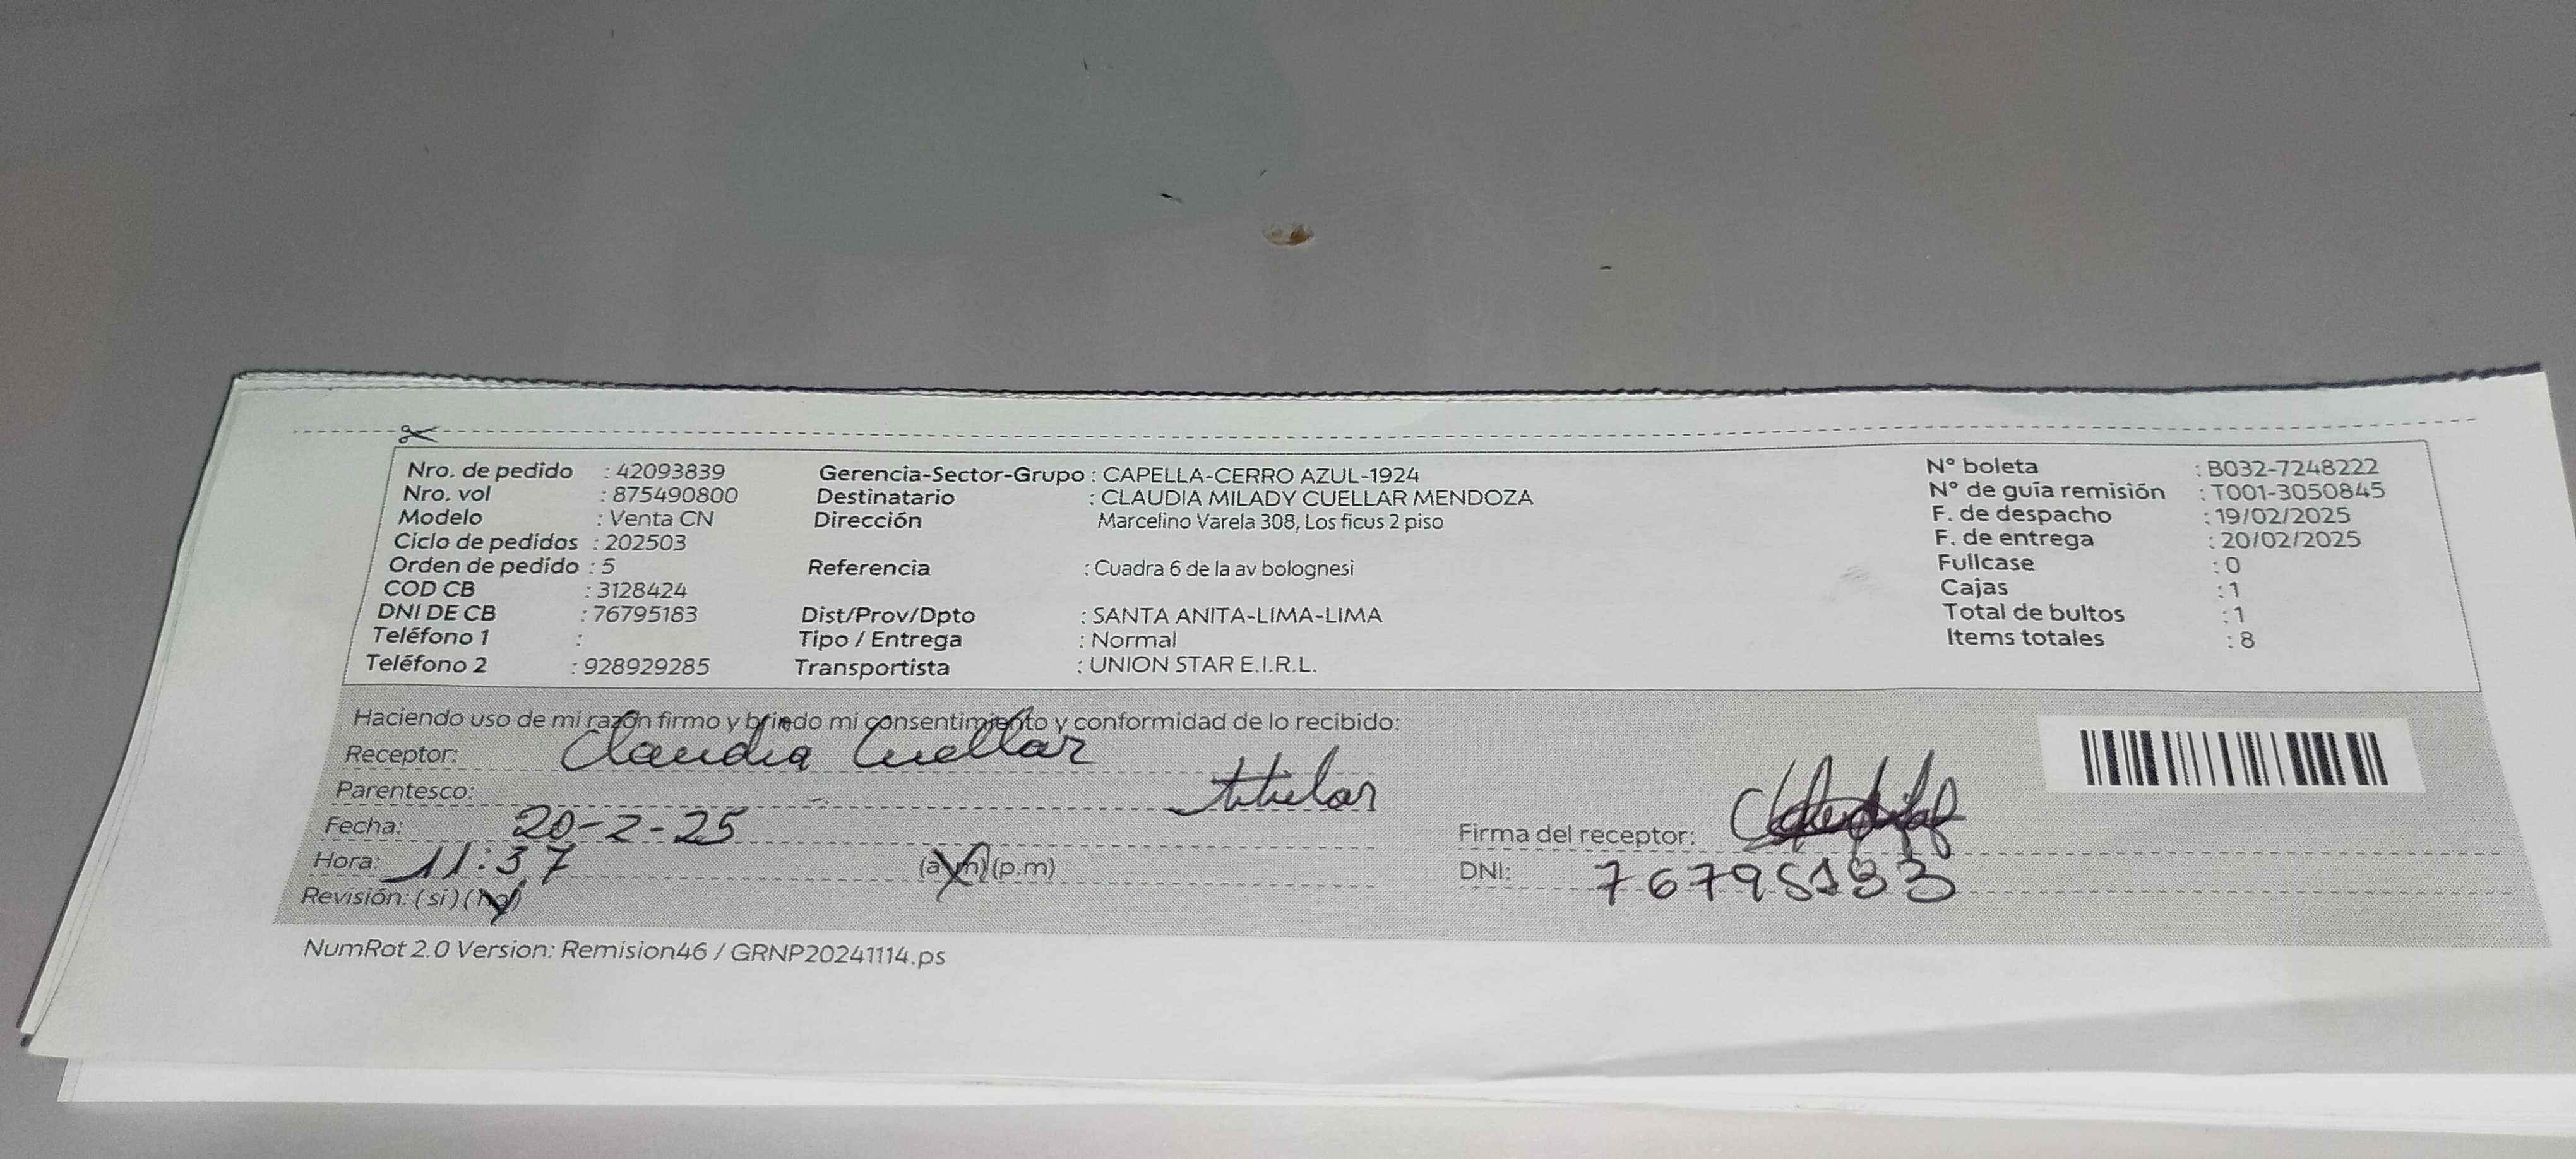 Nro. de pedido : 42093839 Gerencia-Sector-Grupo : CAPELLA-CERRO AZUL-1924 N° boleta : B032-7248222
Nro. vol : 875490800 Destinatario : CLAUDIA MILADY CUELLAR MENDOZA N° de guía remisión : T001-3050845
Modelo : Venta CN Dirección Marcelino Varela 308, Los ficus 2 piso F. de despacho : 19/02/2025
Ciclo de pedidos : 202503 F. de entrega : 20/02/2025
Orden de pedido : 5 Referencia : Cuadra 6 de la av bolognesi Fullcase : 0
COD CB : 3128424 Cajas : 1
DNI DE CB : 76795183 Dist/Prov/Dpto : SANTA ANITA-LIMA-LIMA Total de bultos : 1
Teléfono 1 : Tipo / Entrega : Normal Items totales : 8
Teléfono 2 : 928929285 Transportista : UNION STAR E.I.R.L.
Haciendo uso de mi razón firmo y brindo mi consentimiento y conformidad de lo recibido:
Receptor: Claudia Cuellar
Parentesco: titular
Fecha: 20-2-25 Firma del receptor:
Hora: 11:37 (a.m) (p.m) DNI: 76795183
Revisión: (si) (no)
NumRot 2.0 Version: Remision46 / GRNP20241114.ps